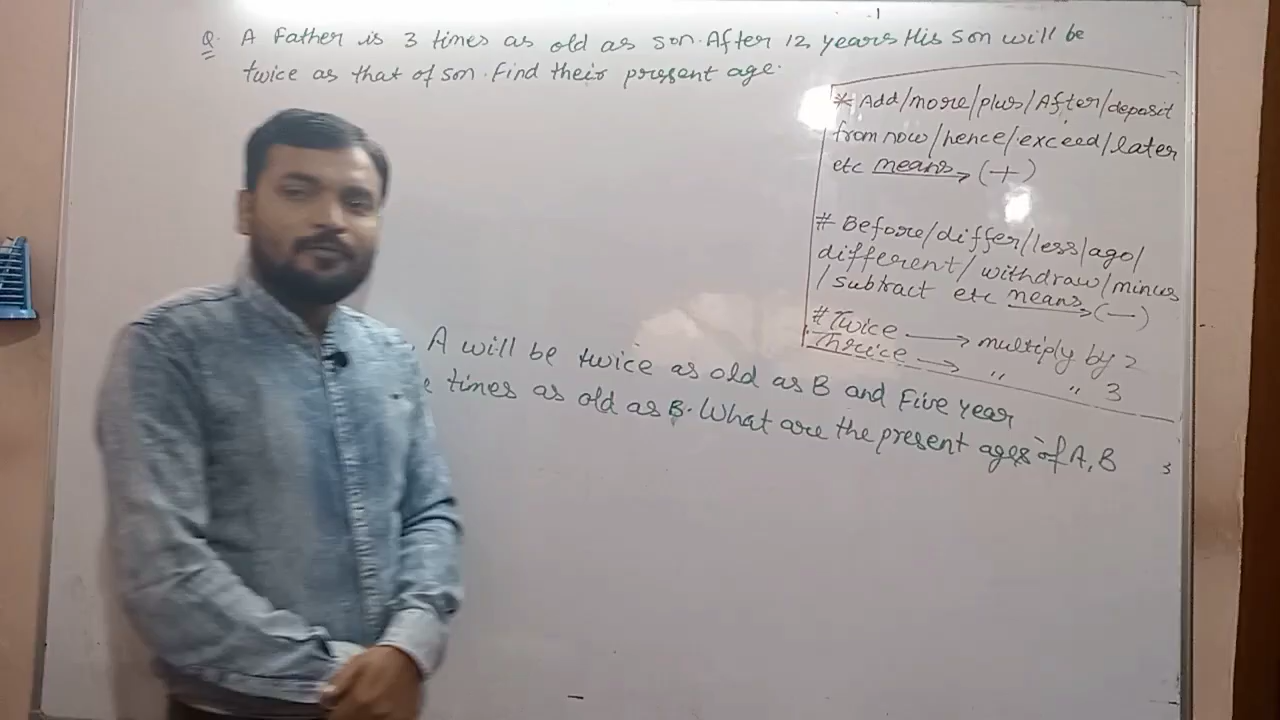 Q. A Father is 3 times as old as son. After 12 years His son will be
twice as that of son. Find their present age.
* Add/more/plus/After/deposit
from now/hence/exceed/later
etc means → (+)
# Before/differ/less/ago/
different/withdraw/minus
/subtract etc means → (−)
# Twice → multiply by 2
Thrice → " " 3
A will be twice as old as B and Five year
times as old as B. What are the present ages of A, B